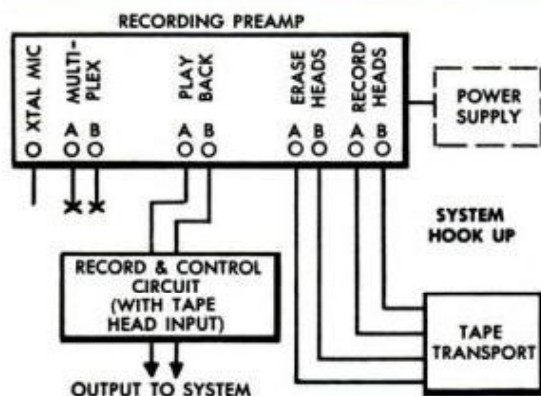 RECORDING PREAMP
XTAL MIC
MULTI-
PLEX
PLAY
BACK
ERASE
HEADS
RECORD
HEADS
A B
A B
A B
A B
POWER
SUPPLY
SYSTEM
HOOK UP
RECORD & CONTROL
CIRCUIT
(WITH TAPE
HEAD INPUT)
TAPE
TRANSPORT
OUTPUT TO SYSTEM